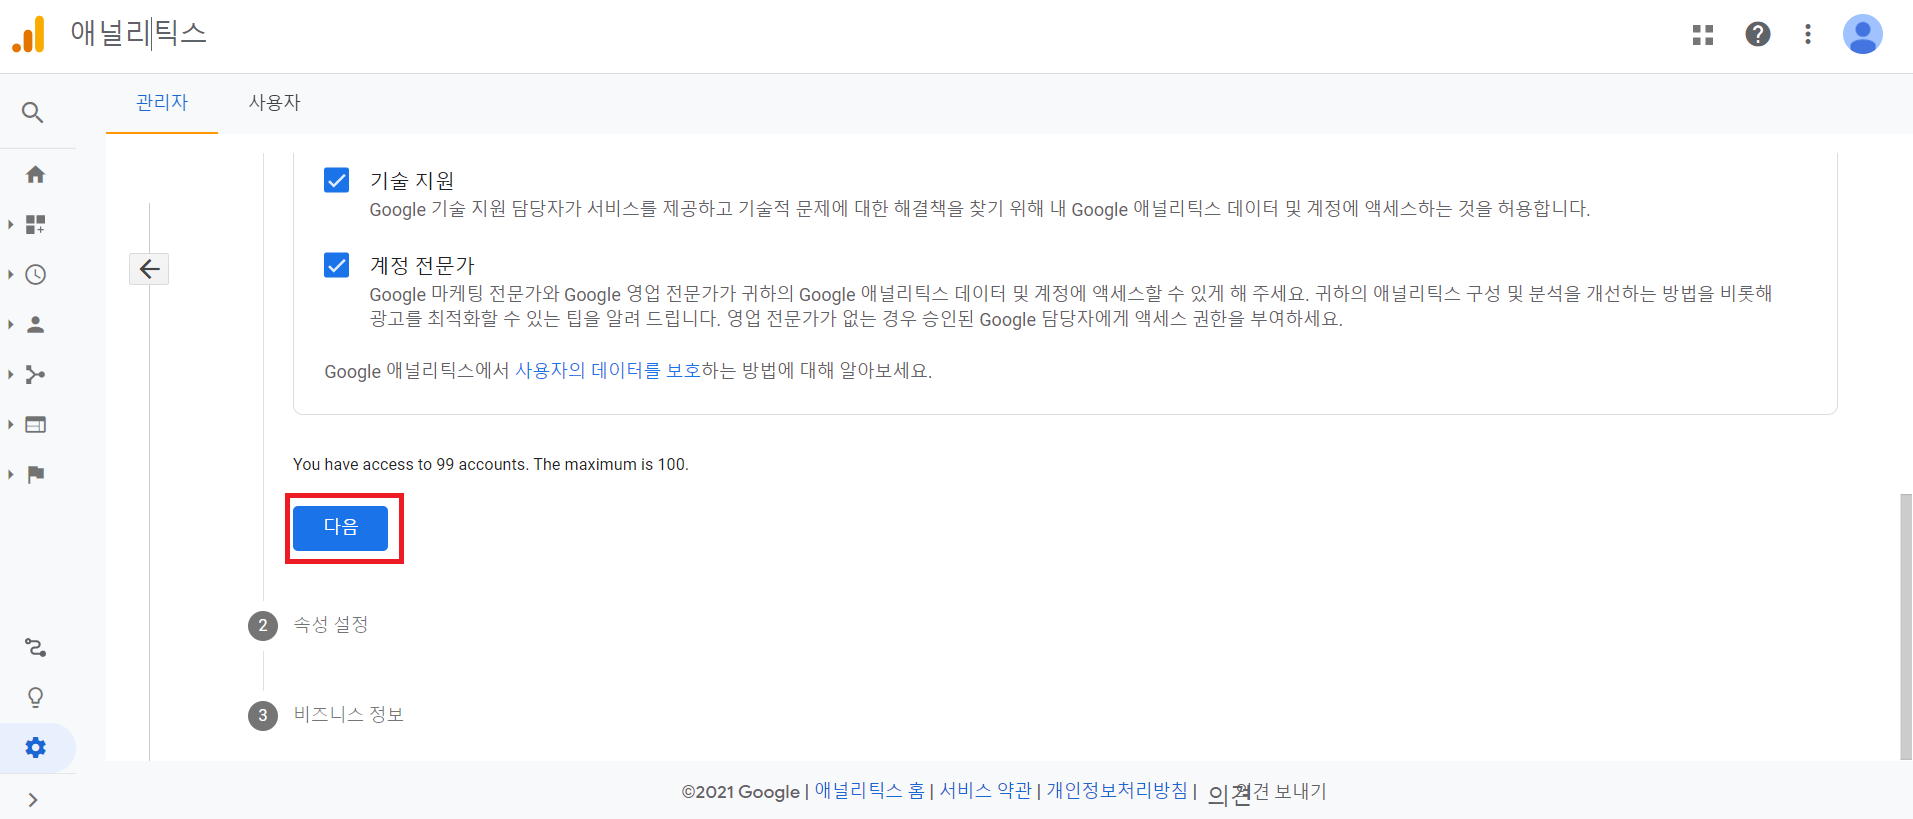 애널리틱스
관리자 사용자
기술 지원
Google 기술 지원 담당자가 서비스를 제공하고 기술적 문제에 대한 해결책을 찾기 위해 내 Google 애널리틱스 데이터 및 계정에 액세스하는 것을 허용합니다.
계정 전문가
Google 마케팅 전문가와 Google 영업 전문가가 귀하의 Google 애널리틱스 데이터 및 계정에 액세스할 수 있게 해 주세요. 귀하의 애널리틱스 구성 및 분석을 개선하는 방법을 비롯해
광고를 최적화할 수 있는 팁을 알려 드립니다. 영업 전문가가 없는 경우 승인된 Google 담당자에게 액세스 권한을 부여하세요.
Google 애널리틱스에서 사용자의 데이터를 보호하는 방법에 대해 알아보세요.
You have access to 99 accounts. The maximum is 100.
다음
2 속성 설정
3 비즈니스 정보
©2021 Google | 애널리틱스 홈 | 서비스 약관 | 개인정보처리방침 | 의견 보내기